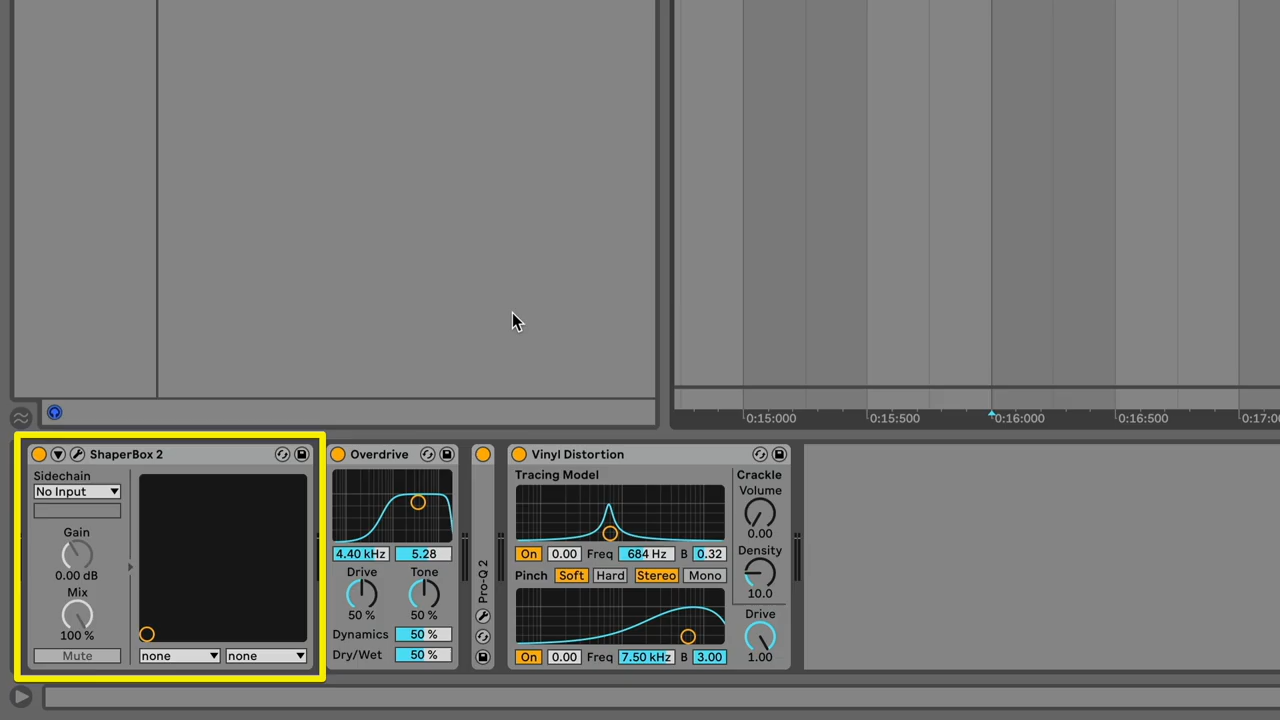 0:15:000 0:15:500 0:16:000 0:16:500 0:17:0
ShaperBox 2
Sidechain
No Input
Gain
0.00 dB
Mix
100 %
Mute
none none
Overdrive
4.40 kHz 5.28
Drive Tone
50 % 50 %
Dynamics 50 %
Dry/Wet 50 %
Pro-Q 2
Vinyl Distortion
Tracing Model
On 0.00 Freq 684 Hz B 0.32
Pinch Soft Hard Stereo Mono
On 0.00 Freq 7.50 kHz B 3.00
Crackle
Volume
0.00
Density
10.0
Drive
1.00